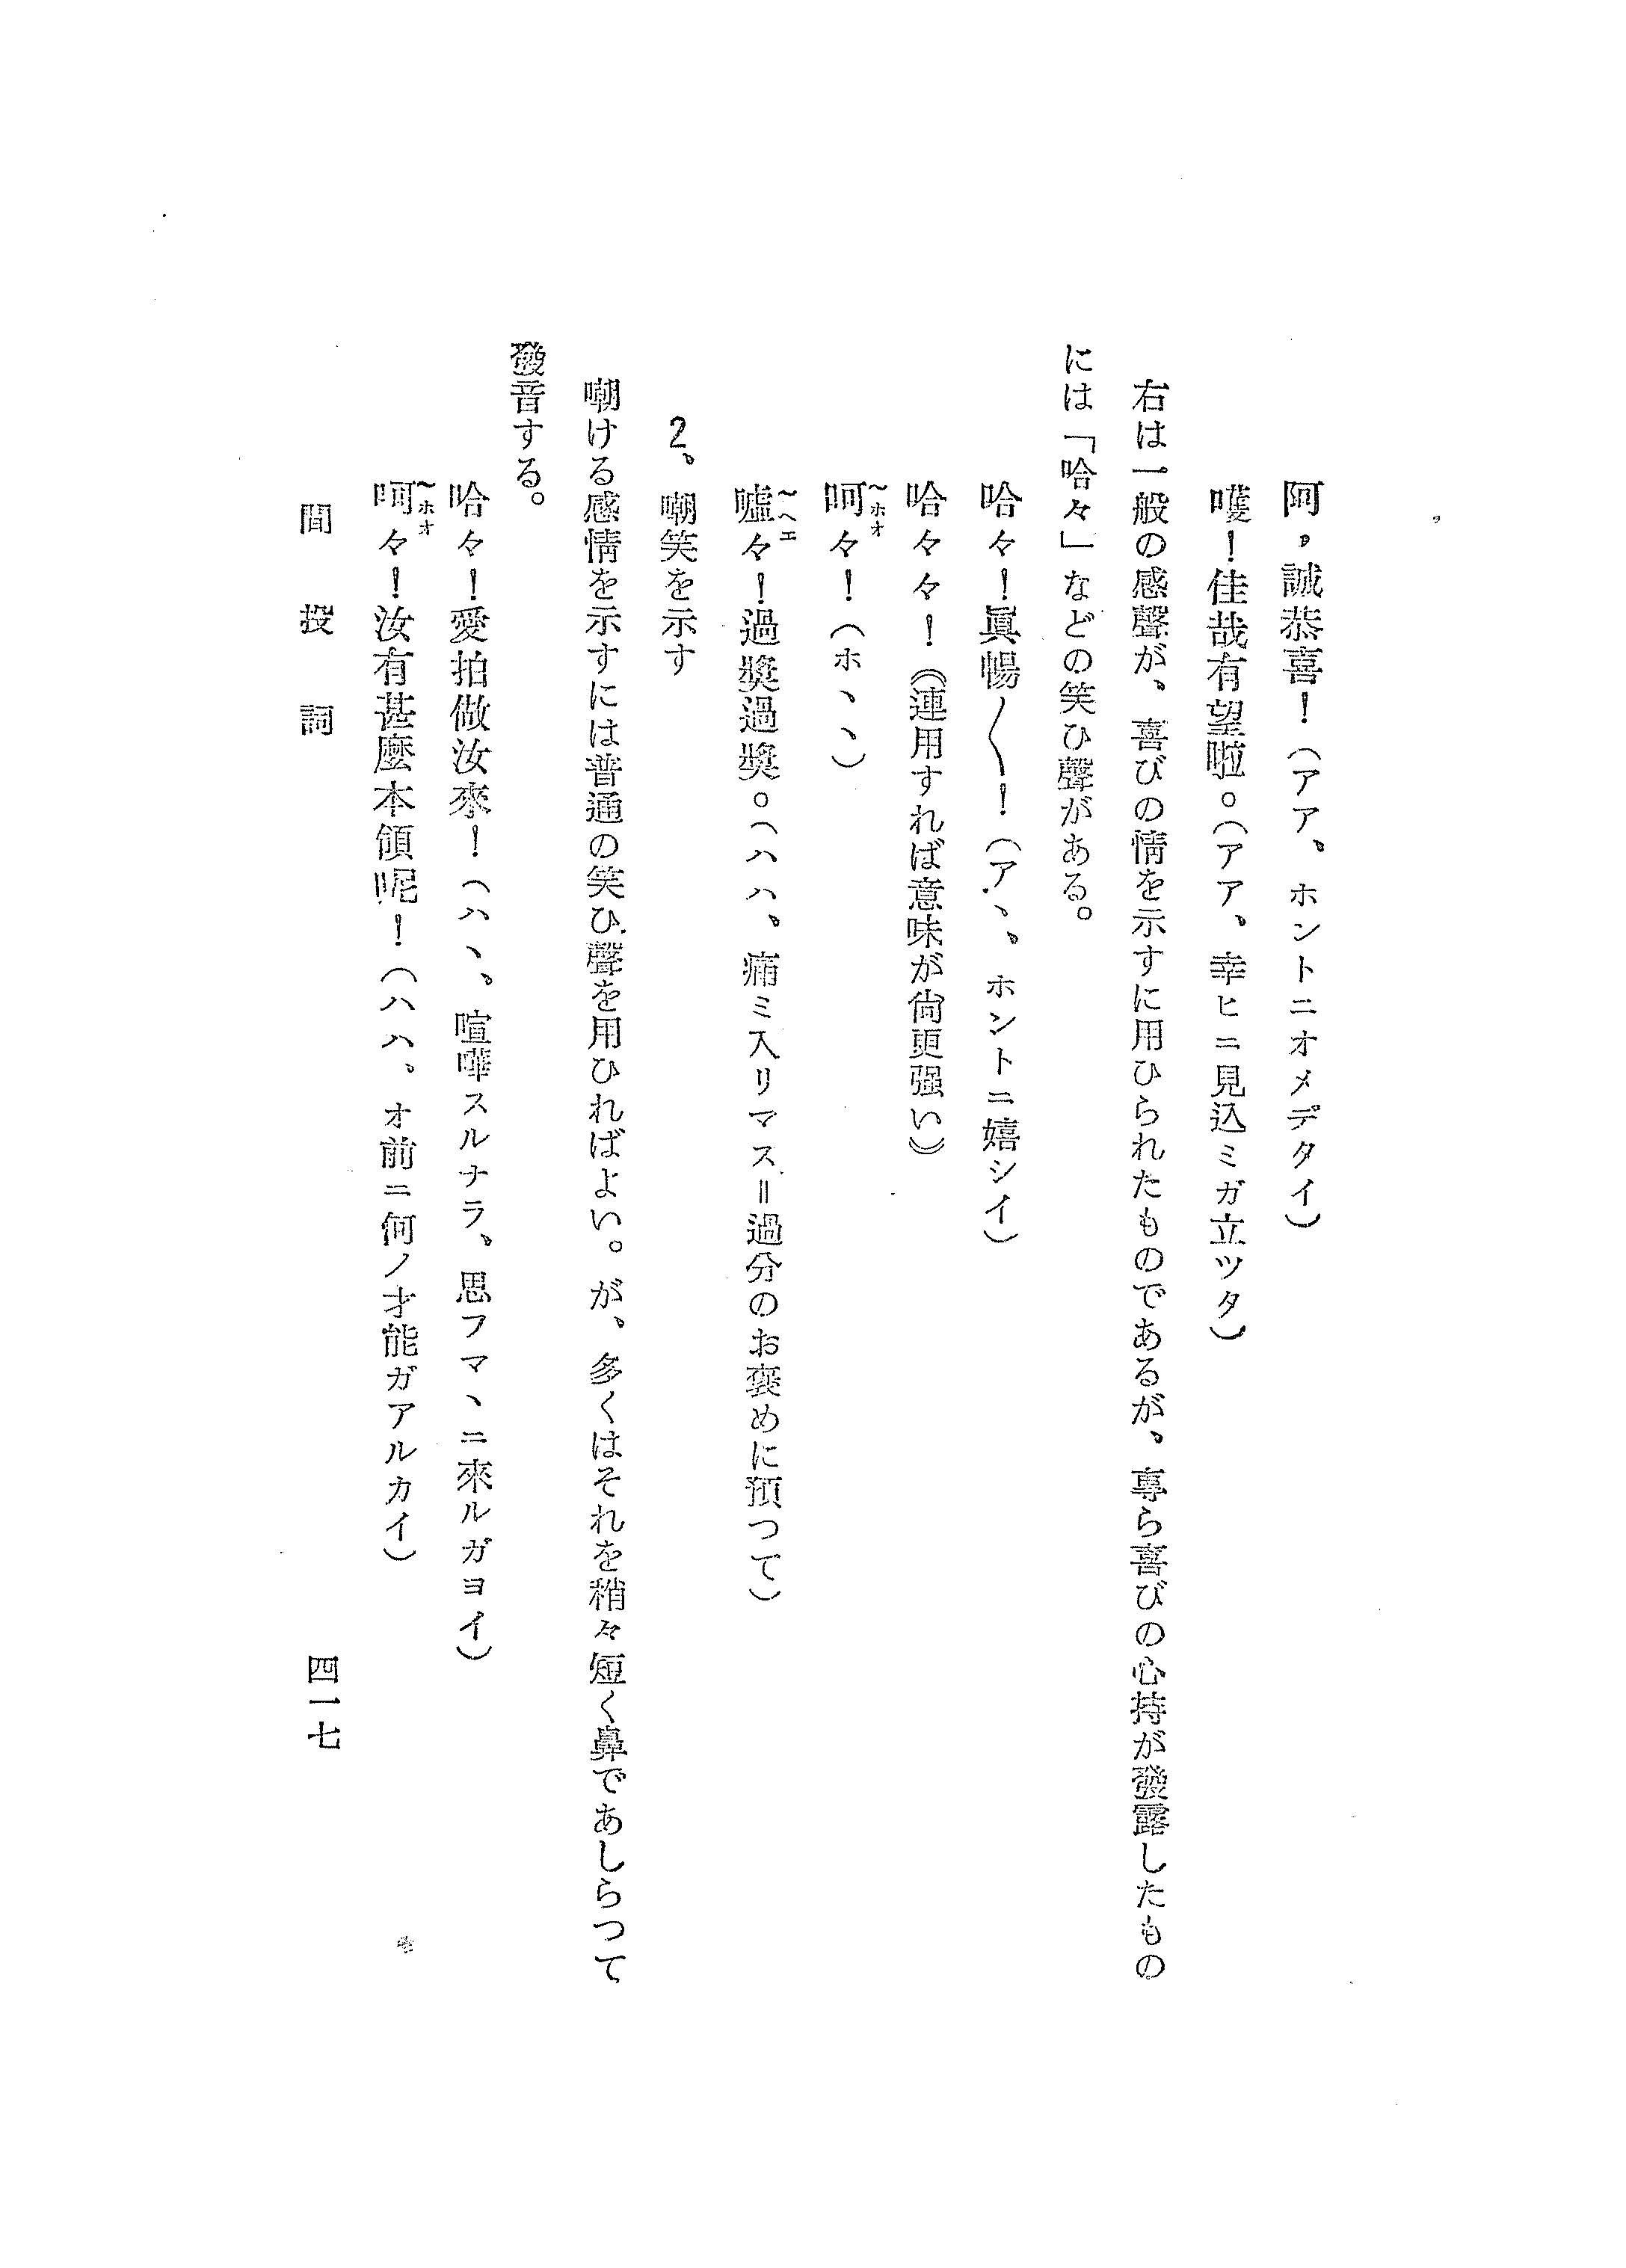 阿，誠恭喜！（アア、ホントニオメデタイ）
嚄！佳哉有望啦。（アア、幸ヒニ見込ミガ立ツタ）
右は一般の感聲が、喜びの情を示すに用ひられたものであるが、專ら喜びの心持が發露したもの
には「哈々」などの笑ひ聲がある。
哈々！眞暢〱！（アヽ、ホントニ嬉シイ）
哈々々！《連用すれば意味が尙更强い》
呵々！（ホヽヽ）
噓々！過奬過奬。（ハハ、痛ミ入リマス＝過分のお褒めに預つて）
2、嘲笑を示す
嘲ける感情を示すには普通の笑ひ聲を用ひればよい。が、多くはそれを稍々短く鼻であしらつて
發音する。
哈々！愛拍做汝來！（ハヽ、喧嘩スルナラ、思フマヽニ來ルガヨイ）
呵々！汝有甚麼本領呢！（ハハ、オ前ニ何ノ才能ガアルカイ）
間投詞
四一七